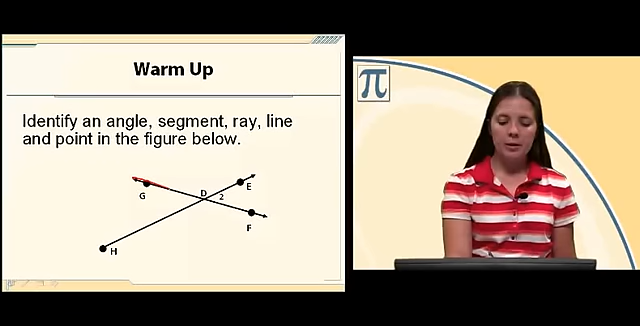 Warm Up
Identify an angle, segment, ray, line
and point in the figure below.
G
D
2
E
F
H
π